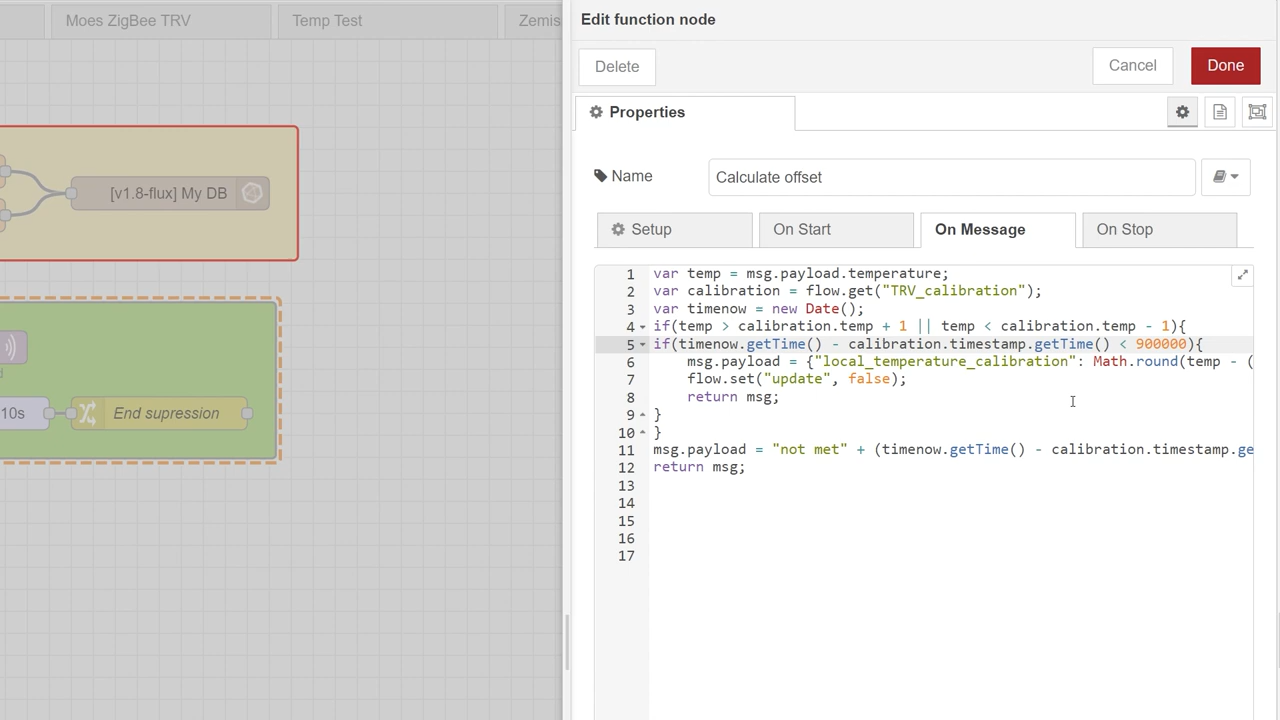 Moes ZigBee TRV
Temp Test
Zemis
Edit function node
Delete
Cancel
Done
Properties
Name
Calculate offset
Setup
On Start
On Message
On Stop
1 var temp = msg.payload.temperature;
2 var calibration = flow.get("TRV_calibration");
3 var timenow = new Date();
4 if(temp > calibration.temp + 1 || temp < calibration.temp - 1){
5 if(timenow.getTime() - calibration.timestamp.getTime() < 900000){
6 msg.payload = {"local_temperature_calibration": Math.round(temp - (
7 flow.set("update", false);
8 return msg;
9 }
10 }
11 msg.payload = "not met" + (timenow.getTime() - calibration.timestamp.ge
12 return msg;
13
14
15
16
17
[v1.8-flux] My DB
10s
End supression